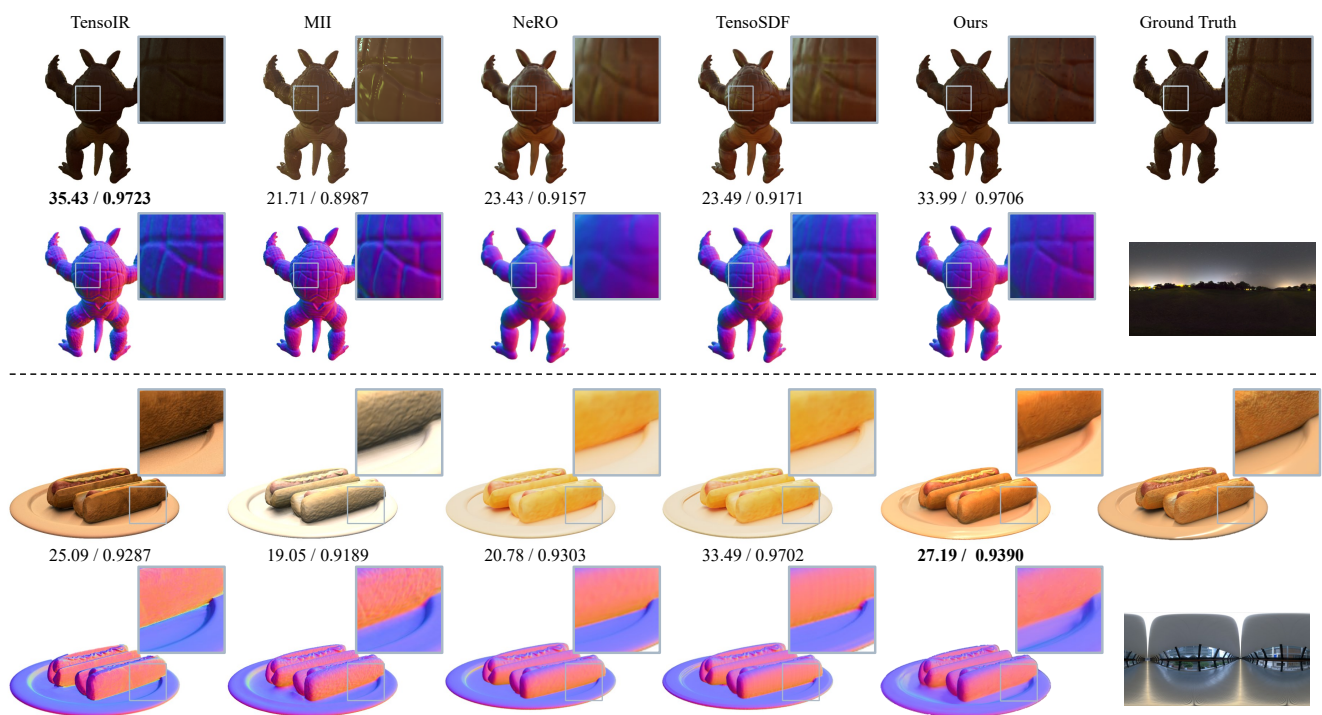 TensoIR MII NeRO TensoSDF Ours Ground Truth
35.43 / 0.9723 21.71 / 0.8987 23.43 / 0.9157 23.49 / 0.9171 33.99 / 0.9706
25.09 / 0.9287 19.05 / 0.9189 20.78 / 0.9303 33.49 / 0.9702 27.19 / 0.9390